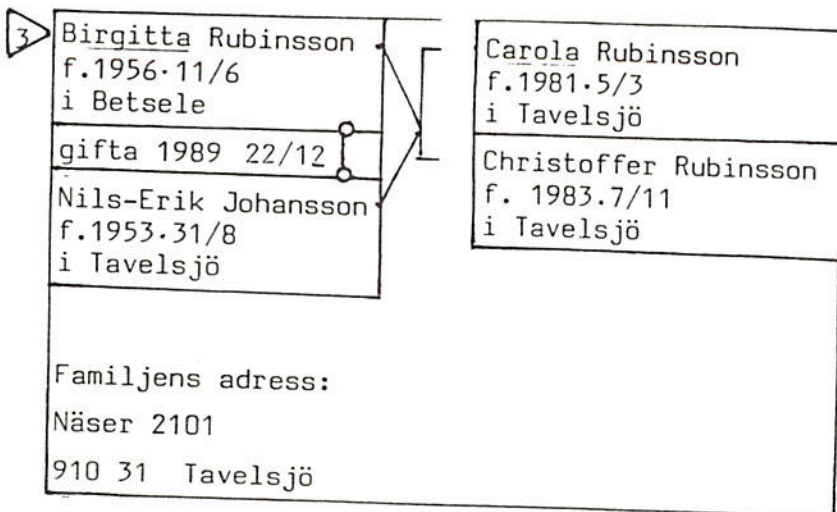 3
Birgitta Rubinsson
f.1956.11/6
i Betsele
gifta 1989 22/12
Nils-Erik Johansson
f.1953.31/8
i Tavelsjö
Carola Rubinsson
f.1981.5/3
i Tavelsjö
Christoffer Rubinsson
f. 1983.7/11
i Tavelsjö
Familjens adress:
Näser 2101
910 31 Tavelsjö